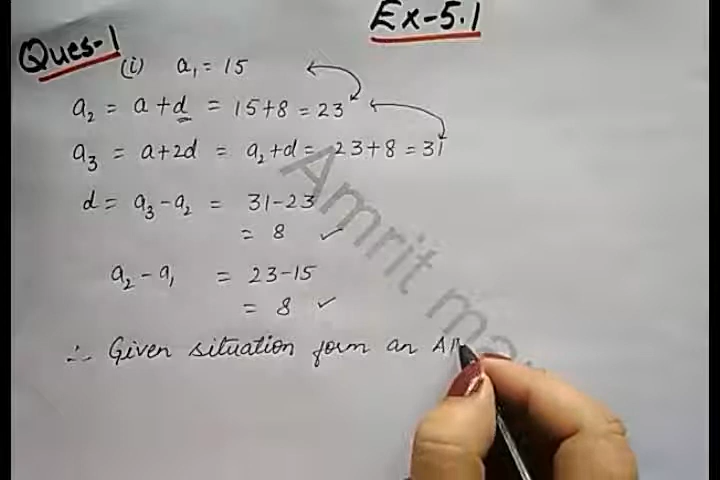 Ex-5.1
Ques-1
(i) a₁ = 15
a₂ = a + d = 15+8 = 23
a₃ = a+2d = a₂+d = 23+8 = 31
d = a₃ - a₂ = 31-23
= 8 ✓
a₂ - a₁ = 23-15
= 8 ✓
∴ Given situation form an AP
Amrit